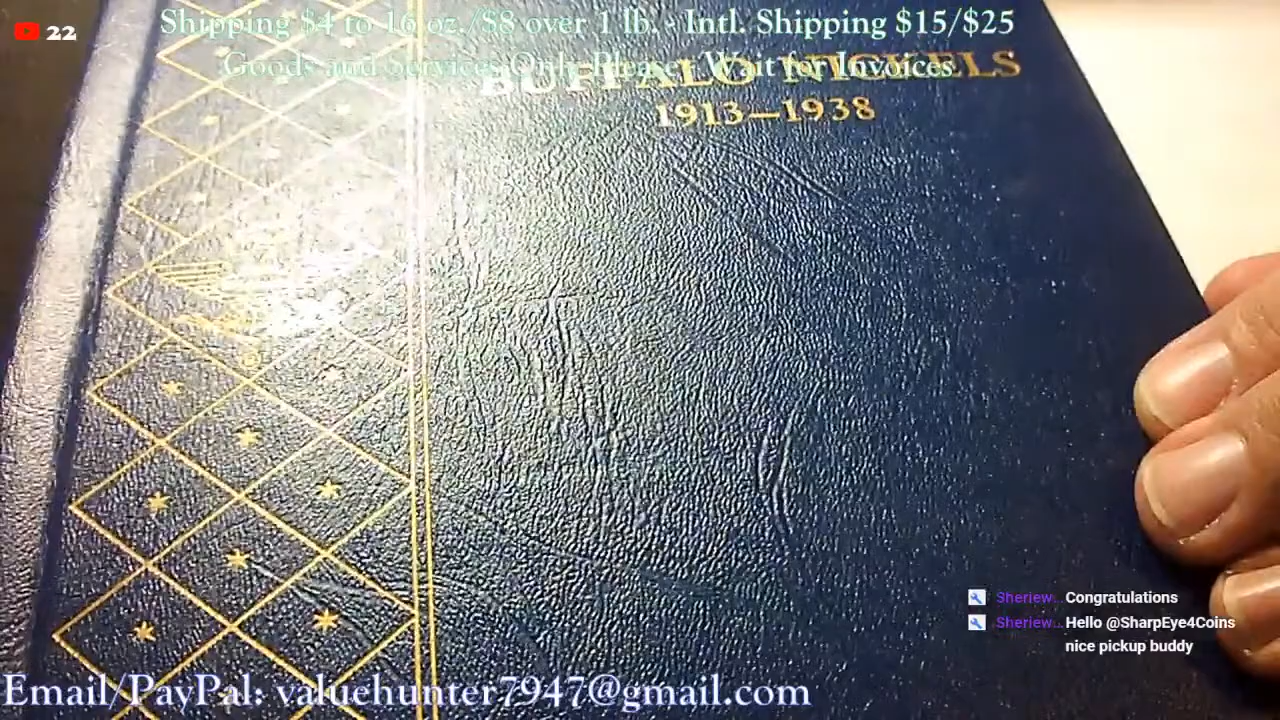 22
Shipping $4 to 16 oz./$8 over 1 lb. - Intl. Shipping $15/$25
Goods and Services Only, Please. Wait for Invoices
BUFFALO NICKELS
1913—1938
Sheriew... Congratulations
Sheriew... Hello @SharpEye4Coins
nice pickup buddy
Email/PayPal: valuehunter7947@gmail.com